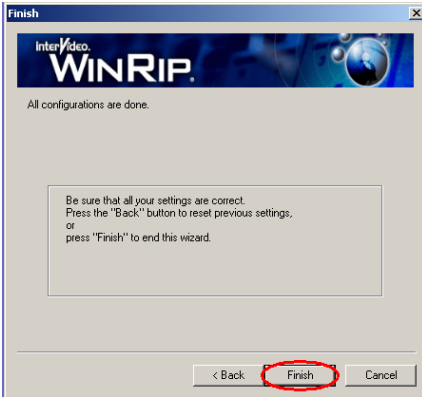 Finish
InterVideo.
WINRIP.
All configurations are done.
Be sure that all your settings are correct.
Press the "Back" button to reset previous settings,
or
press "Finish" to end this wizard.
< Back Finish Cancel